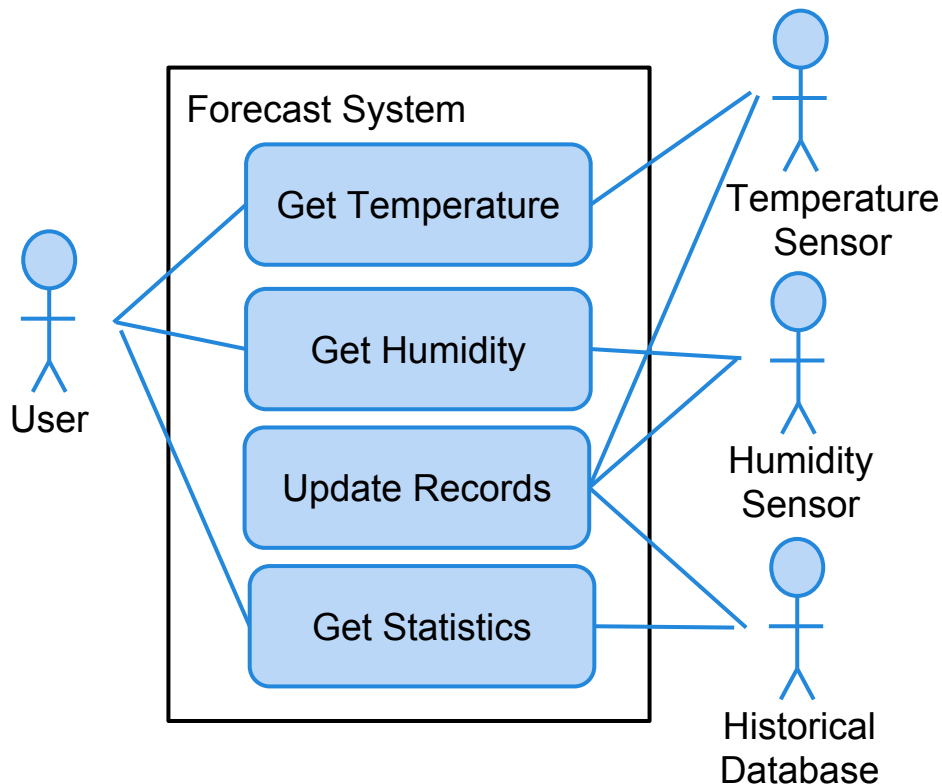 Forecast System
Get Temperature
Get Humidity
Update Records
Get Statistics
User
Temperature
Sensor
Humidity
Sensor
Historical
Database